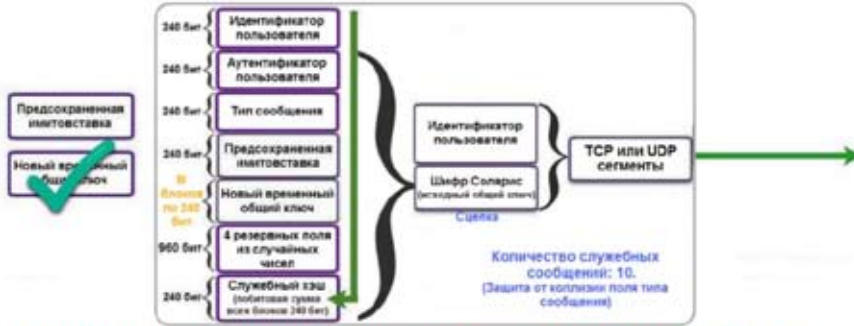 Предсохраненная
имитовставка
Новый временный
общий ключ
240 бит
Идентификатор
пользователя
240 бит
Аутентификатор
пользователя
240 бит
Тип сообщения
240 бит
Предсохраненная
имитовставка
блоков
по 240
бит
Новый временный
общий ключ
960 бит
4 резервных поля
из случайных
чисел
240 бит
Служебный хэш
(побитовая сумма
всех блоков 240 бит)
Идентификатор
пользователя
Шифр Солярис
(исходный общий ключ)
Сцепка
TCP или UDP
сегменты
Количество служебных
сообщений: 10.
(Защита от коллизии поля типа
сообщения)